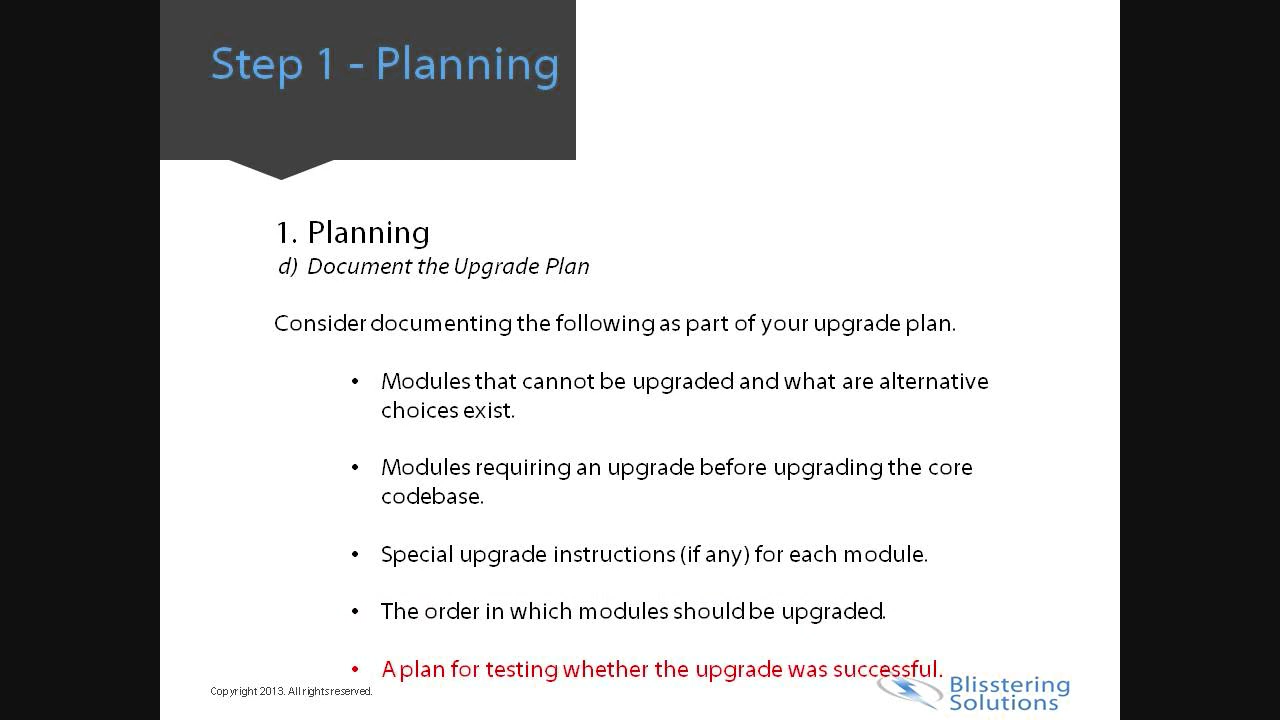 Step 1 - Planning
1. Planning
d) Document the Upgrade Plan
Consider documenting the following as part of your upgrade plan.
• Modules that cannot be upgraded and what are alternative
choices exist.
• Modules requiring an upgrade before upgrading the core
codebase.
• Special upgrade instructions (if any) for each module.
• The order in which modules should be upgraded.
• A plan for testing whether the upgrade was successful.
Copyright 2013. All rights reserved.
Blisstering
Solutions